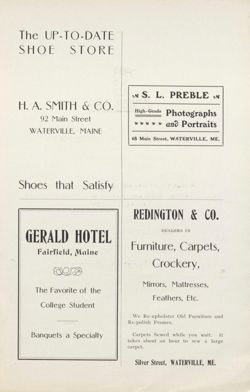 The UP-TO-DATE
SHOE STORE
H. A. SMITH & CO.
92 Main Street
WATERVILLE, MAINE
Shoes that Satisfy
S. L. PREBLE
High-Grade
Photographs
and Portraits
68 Main Street, WATERVILLE, ME.
GERALD HOTEL
Fairfield, Maine
The Favorite of the
College Student
Banquets a Specialty
REDINGTON & CO.
DEALERS IN
Furniture, Carpets,
Crockery,
Mirrors, Mattresses,
Feathers, Etc.
We Re-upholster Old Furniture and
Re-polish Frames.
Carpets Sewed while you wait. It
takes about an hour to sew a large
carpet.
Silver Street, WATERVILLE, ME.